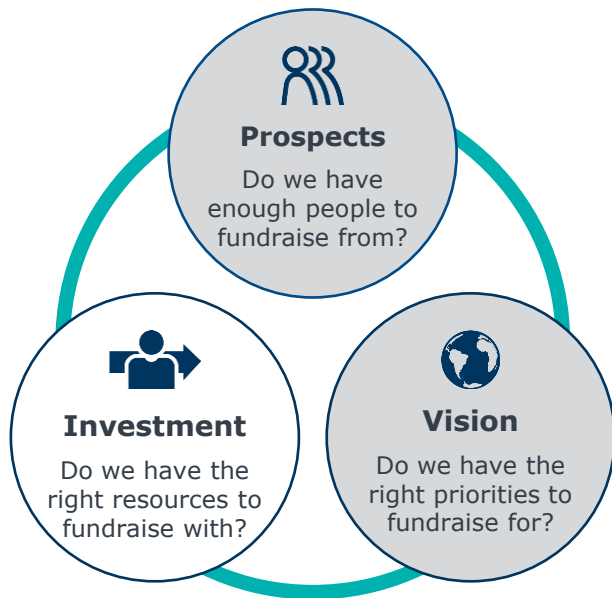 Prospects
Do we have
enough people to
fundraise from?
Investment
Do we have the
right resources to
fundraise with?
Vision
Do we have the
right priorities to
fundraise for?